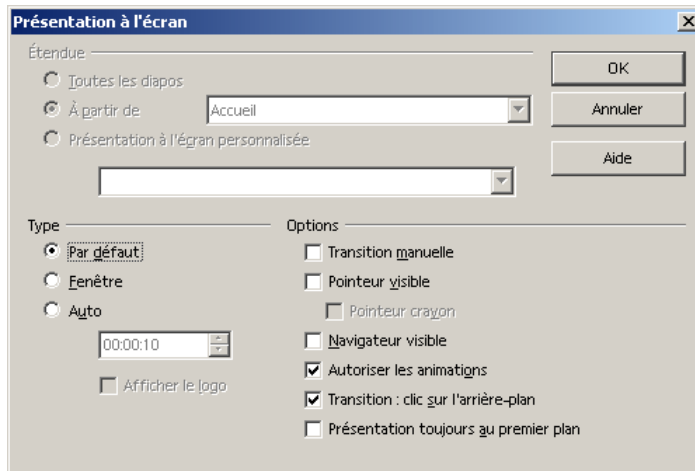 Présentation à l'écran
Étendue
Toutes les diapos
À partir de
Accueil
Présentation à l'écran personnalisée
OK
Annuler
Aide
Type
Par défaut
Fenêtre
Auto
00:00:10
Afficher le logo
Options
Transition manuelle
Pointeur visible
Pointeur crayon
Navigateur visible
Autoriser les animations
Transition : clic sur l'arrière-plan
Présentation toujours au premier plan